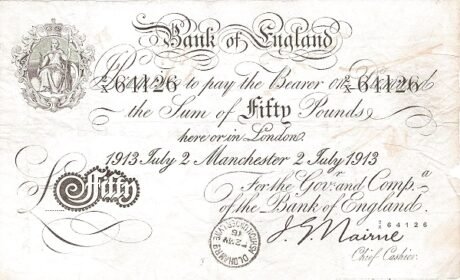 Bank of England
64126 to pay the Bearer on 64126
the Sum of Fifty Pounds
here or in London.
1913 July 2 Manchester 2 July 1913
For the Govr. and Compa.
of the Bank of England.
64126
£ Fifty
J. G. Nairne
Chief Cashier.